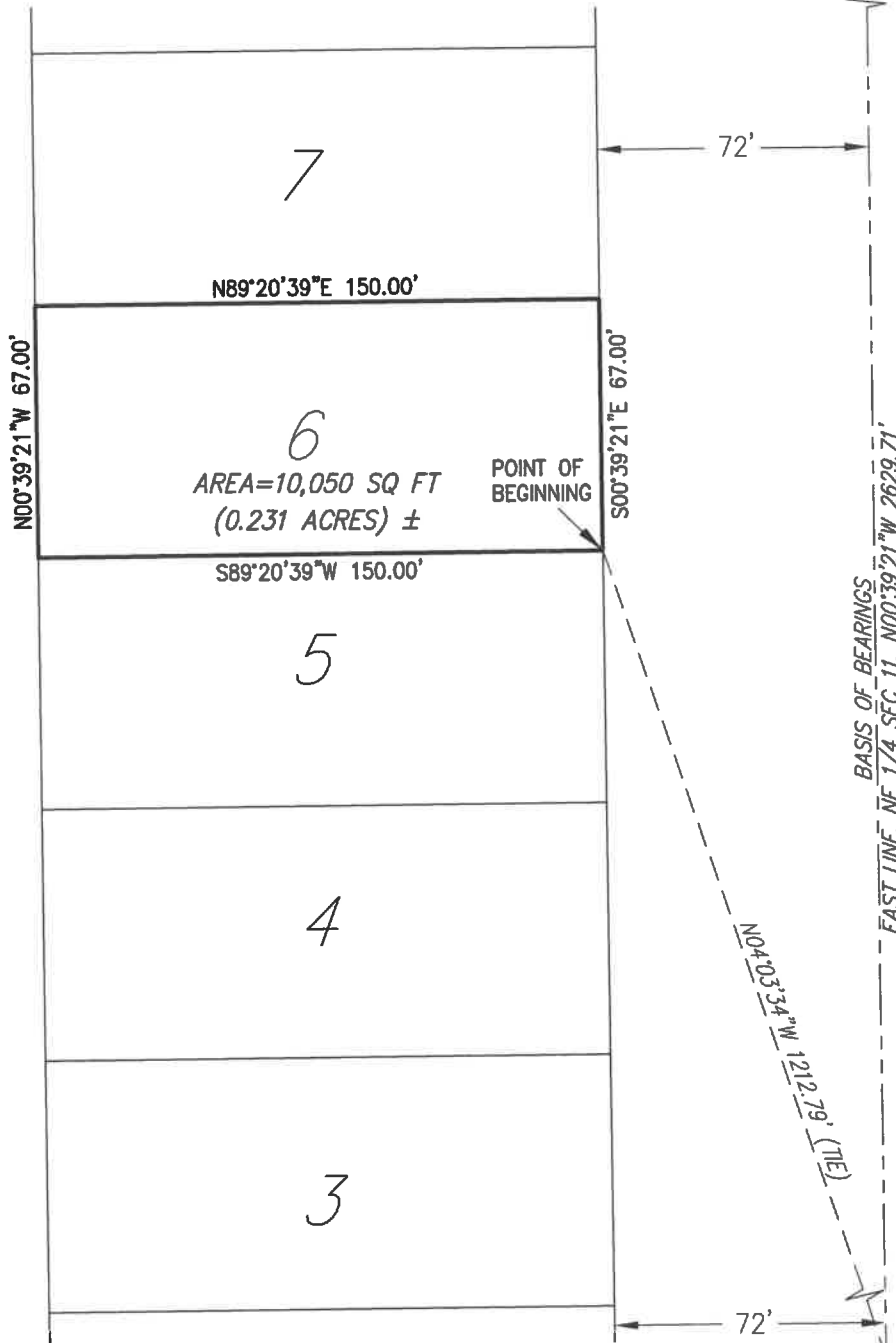 72'
7
N89°20'39"E 150.00'
N00°39'21"W 67.00'
S00°39'21"E 67.00'
6
AREA=10,050 SQ FT
(0.231 ACRES) ±
POINT OF
BEGINNING
S89°20'39"W 150.00'
5
BASIS OF BEARINGS
EAST LINE NE 1/4 SEC 11 N00°39'21"W 2629.71'
4
N04°03'34"W 1212.79' (TIE)
3
72'